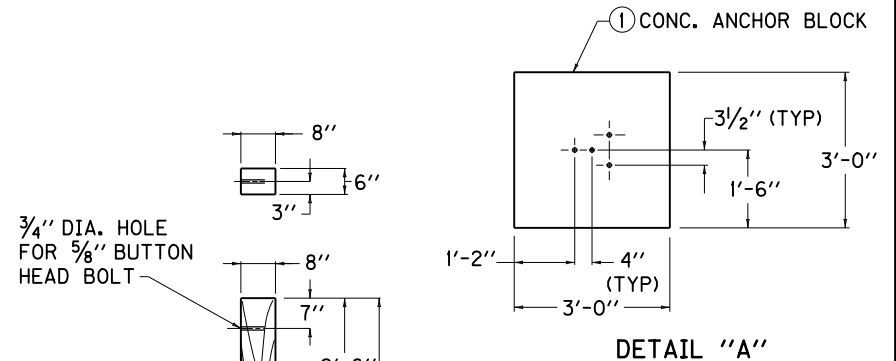 ① CONC. ANCHOR BLOCK
8''
3½'' (TYP)
3'-0''
6''
1'-6''
3''
¾'' DIA. HOLE
FOR ⅝'' BUTTON
HEAD BOLT
8''
1'-2''
4''
(TYP)
7''
3'-0''
DETAIL "A"